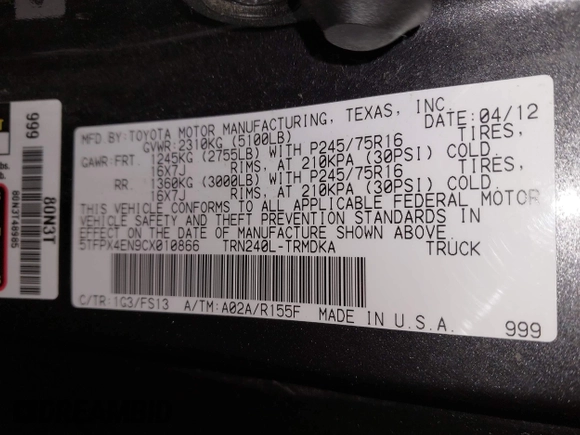 MFD BY:TOYOTA MOTOR MANUFACTURING, TEXAS, INC.
GVWR:2310KG (5100LB) DATE:04/12
GAWR:FRT. 1245KG (2755LB) WITH P245/75R16 TIRES,
16X7J RIMS, AT 210KPA (30PSI) COLD
RR. 1360KG (3000LB) WITH P245/75R16 TIRES,
16X7J RIMS, AT 210KPA (30PSI) COLD.
THIS VEHICLE CONFORMS TO ALL APPLICABLE FEDERAL MOTOR
VEHICLE SAFETY AND THEFT PREVENTION STANDARDS IN
EFFECT ON THE DATE OF MANUFACTURE SHOWN ABOVE.
5TFPX4EN9CX010866 TRN240L-TRMDKA TRUCK
C/TR:1G3/FS13 A/TM:A02A/R155F MADE IN U.S.A. 999
999
80N3T